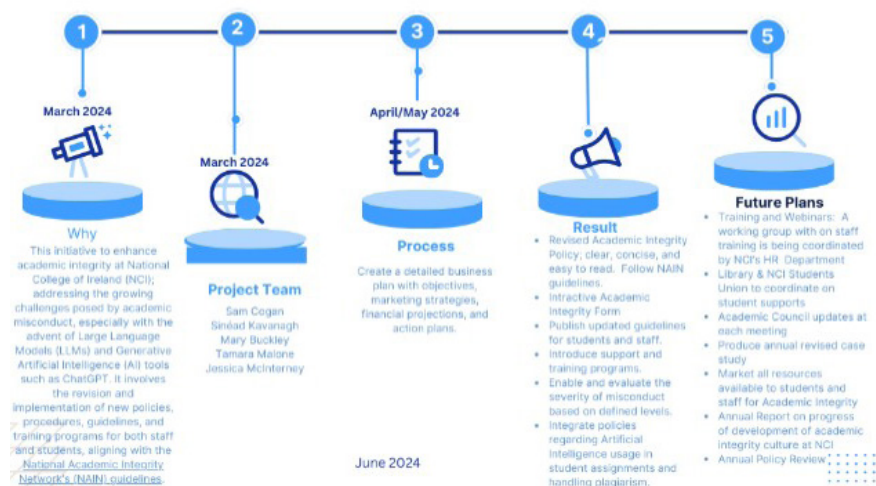 1
2
3
4
5
March 2024
Why
This initiative to enhance
academic integrity at National
College of Ireland (NCI);
addressing the growing
challenges posed by academic
misconduct, especially with the
advent of Large Language
Models (LLMs) and Generative
Artificial Intelligence (AI) tools
such as ChatGPT. It involves
the revision and
implementation of new policies,
procedures, guidelines, and
training programs for both staff
and students, aligning with the
National Academic Integrity
Network's (NAIN) guidelines.
March 2024
Project Team
Sam Cogan
Sinéad Kavanagh
Mary Buckley
Tamara Malone
Jessica McInterney
April/May 2024
Process
Create a detailed business
plan with objectives,
marketing strategies,
financial projections, and
action plans.
June 2024
Result
• Revised Academic Integrity
Policy; clear, concise, and
easy to read. Follow NAIN
guidelines.
• Intractive Academic
Integrity Form
• Publish updated guidelines
for students and staff.
• Introduce support and
training programs.
• Enable and evaluate the
severity of misconduct
based on defined levels.
• Integrate policies
regarding Artificial
Intelligence usage in
student assignments and
handling plagiarism.
Future Plans
• Training and Webinars: A
working group with on staff
training is being coordinated
by NCI's HR Department
• Library & NCI Students
Union to coordinate on
student supports
• Academic Council updates at
each meeting
• Produce annual revised case
study
• Market all resources
available to students and
staff for Academic Integrity
• Annual Report on progress
of development of academic
integrity culture at NCI
• Annual Policy Review